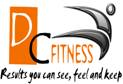 DC FITNESS
Results you can see, feel and keep